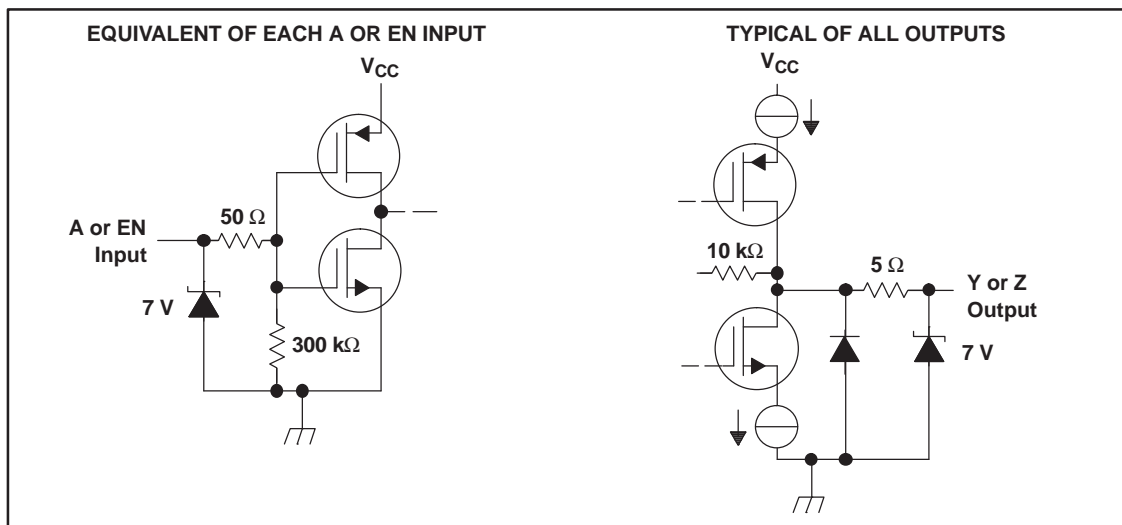 EQUIVALENT OF EACH A OR EN INPUT
VCC
50 Ω
A or EN
Input
7 V
300 kΩ
TYPICAL OF ALL OUTPUTS
VCC
10 kΩ
5 Ω
Y or Z
Output
7 V